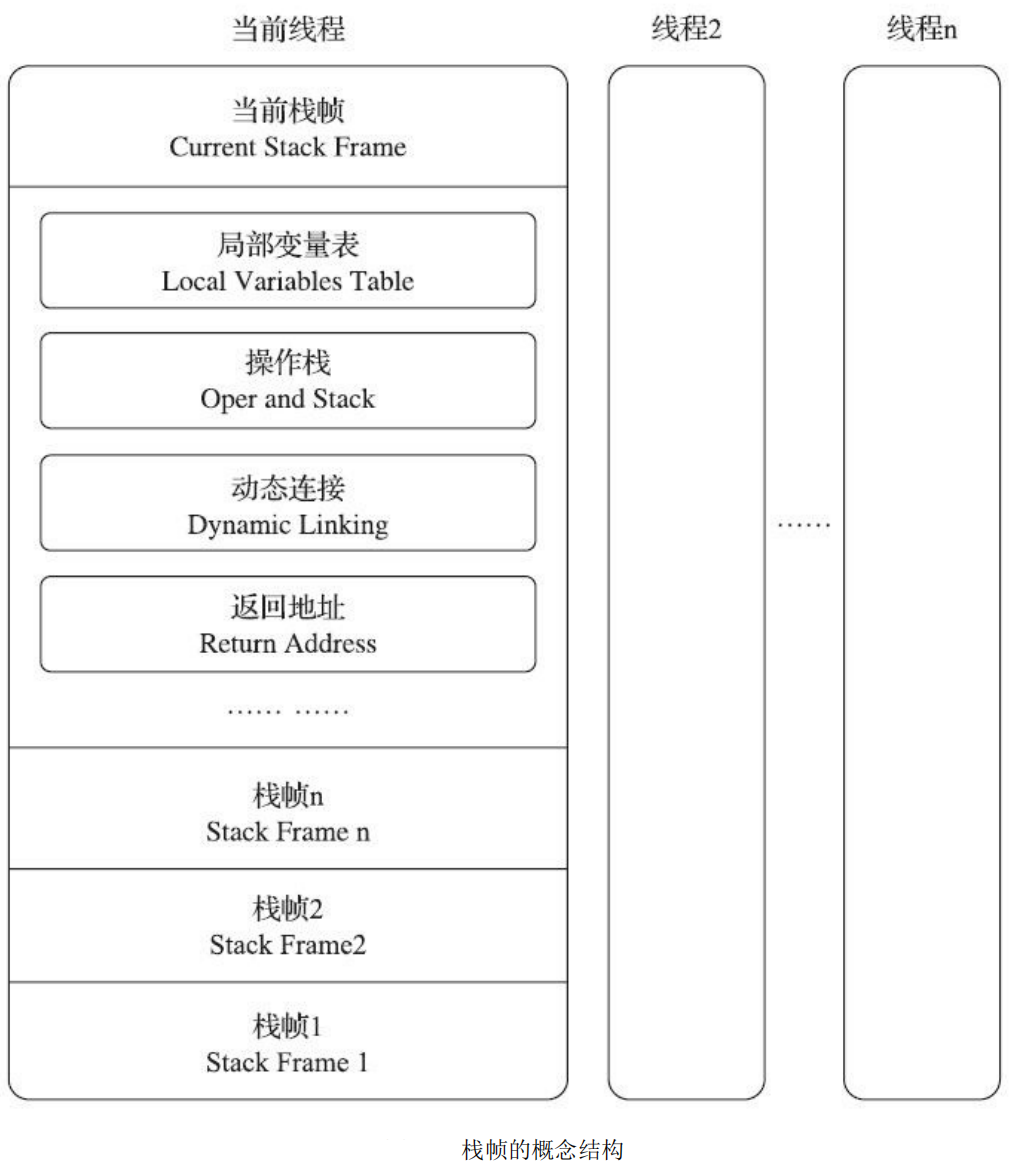 当前线程
线程2
线程n
当前栈帧
Current Stack Frame
局部变量表
Local Variables Table
操作栈
Oper and Stack
动态连接
Dynamic Linking
……
返回地址
Return Address
…… ……
栈帧n
Stack Frame n
栈帧2
Stack Frame2
栈帧1
Stack Frame 1
栈帧的概念结构